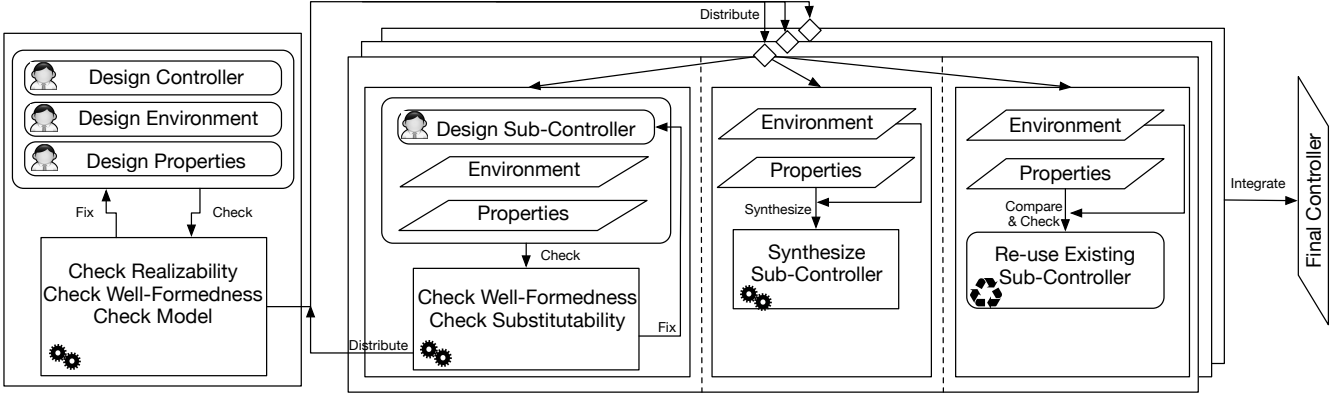 Design Controller
Design Environment
Design Properties
Fix
Check
Check Realizability
Check Well-Formedness
Check Model
Distribute
Distribute
Design Sub-Controller
Environment
Properties
Check
Check Well-Formedness
Check Substitutability
Fix
Environment
Properties
Synthesize
Synthesize
Sub-Controller
Environment
Properties
Compare
& Check
Re-use Existing
Sub-Controller
Integrate
Final Controller